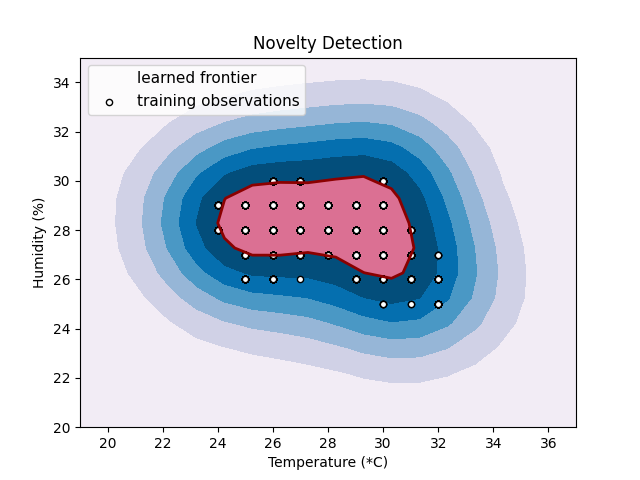 Novelty Detection
learned frontier
training observations
34
32
30
28
26
24
22
20
Humidity (%)
20 22 24 26 28 30 32 34 36
Temperature (*C)